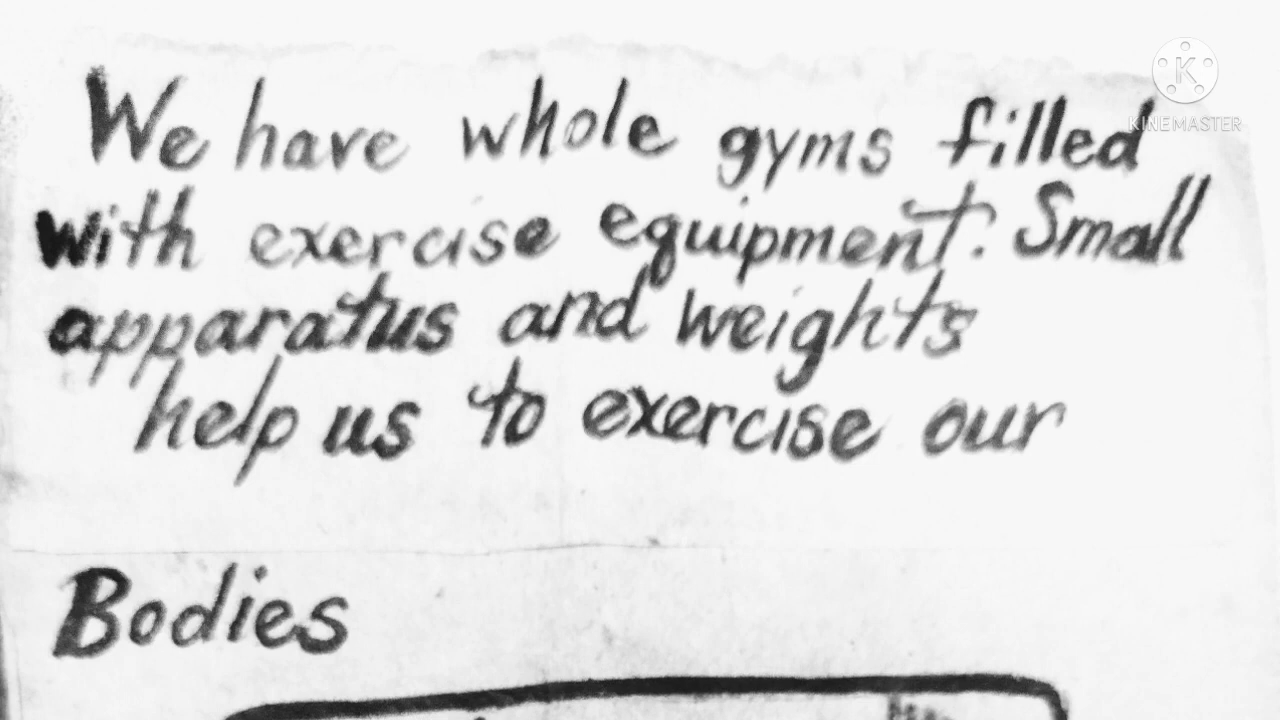 We have whole gyms filled
with exercise equipment. Small
apparatus and weights
help us to exercise our
Bodies
K
KINEMASTER